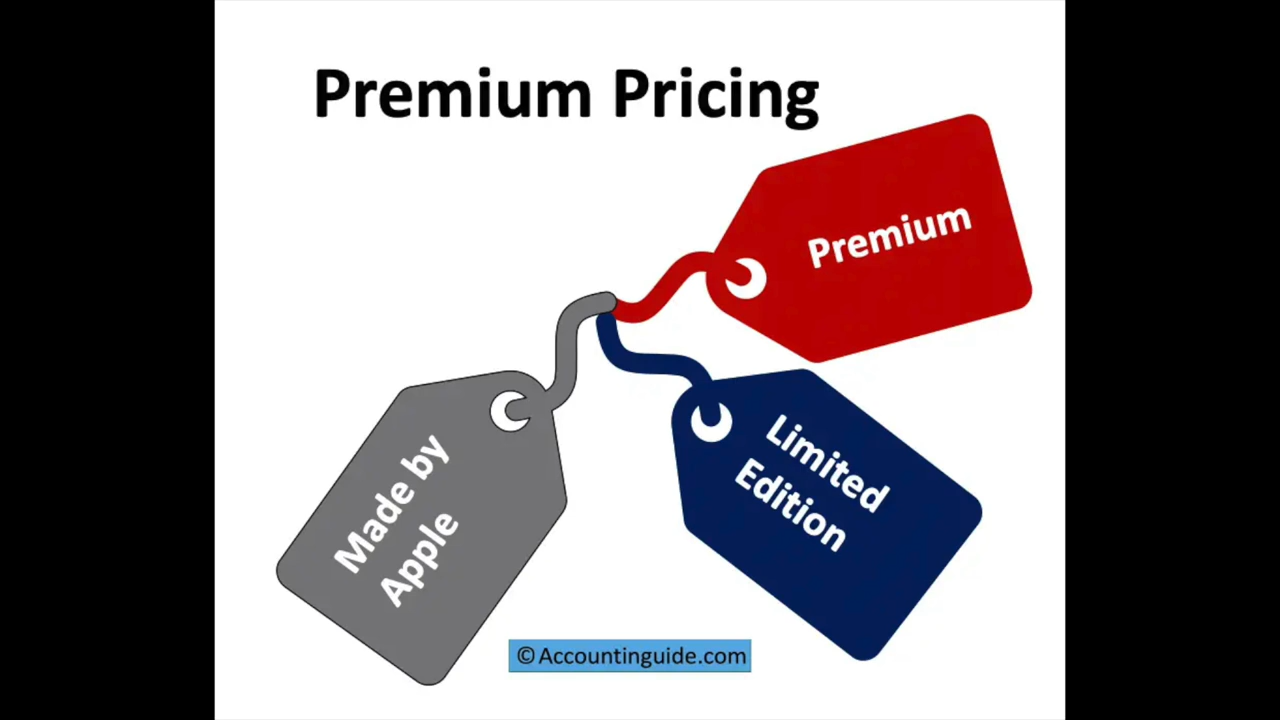 Premium Pricing
Premium
Limited
Edition
Made by
Apple
© Accountinguide.com